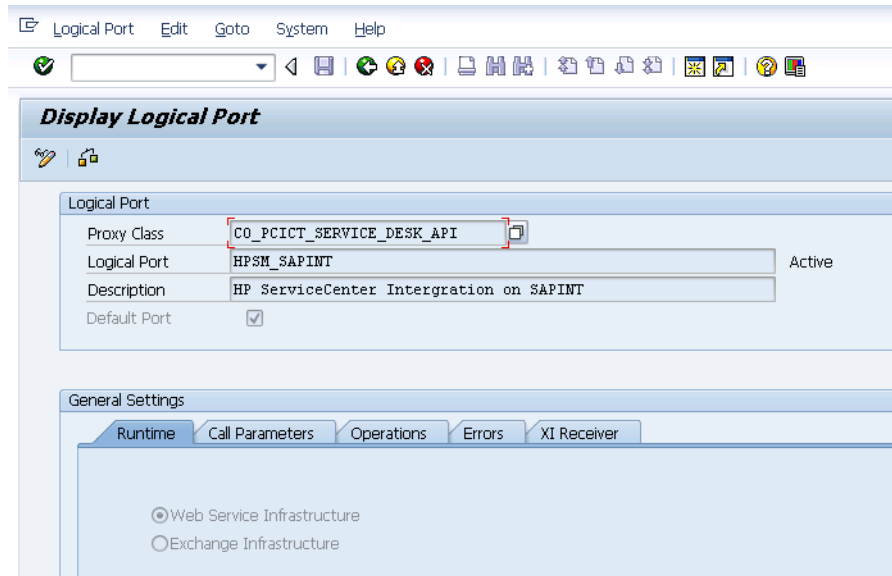 Logical Port Edit Goto System Help
Display Logical Port
Logical Port
Proxy Class CO_PCICT_SERVICE_DESK_API
Logical Port HPSM_SAPINT Active
Description HP ServiceCenter Intergration on SAPINT
Default Port
General Settings
Runtime Call Parameters Operations Errors XI Receiver
Web Service Infrastructure
Exchange Infrastructure